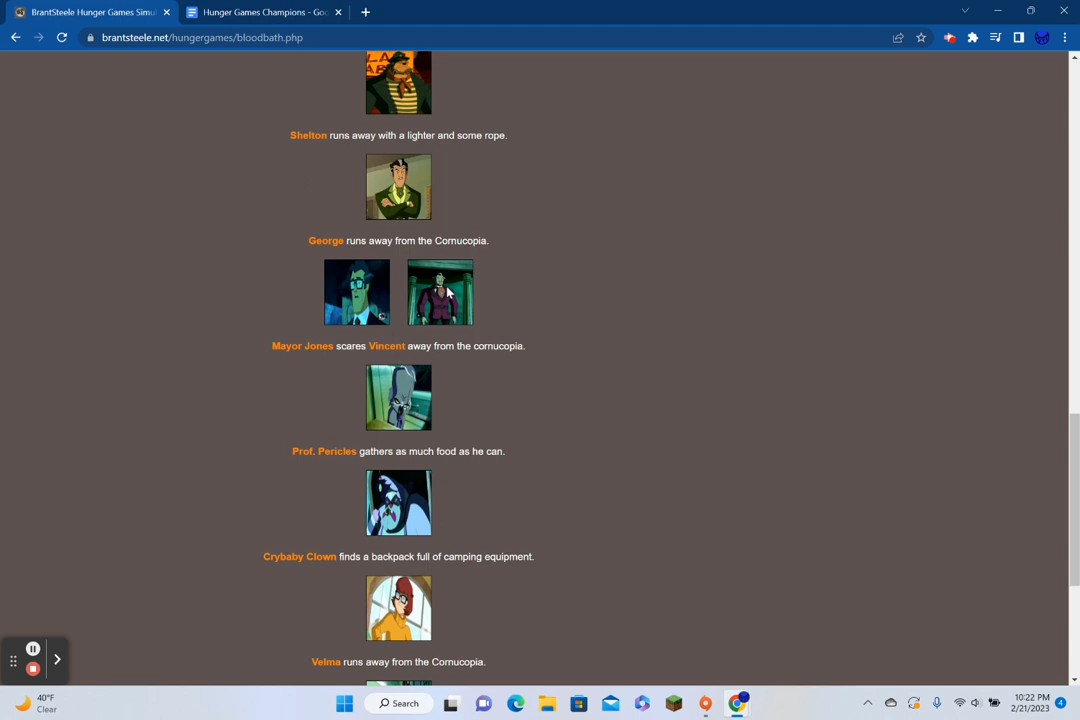 BrantSteele Hunger Games Simul
Hunger Games Champions - Goo
brantsteele.net/hungergames/bloodbath.php
LA
AB
Shelton runs away with a lighter and some rope.
George runs away from the Cornucopia.
Mayor Jones scares Vincent away from the cornucopia.
Prof. Pericles gathers as much food as he can.
Crybaby Clown finds a backpack full of camping equipment.
Velma runs away from the Cornucopia.
40°F
Clear
Search
10:22 PM
2/21/2023
4